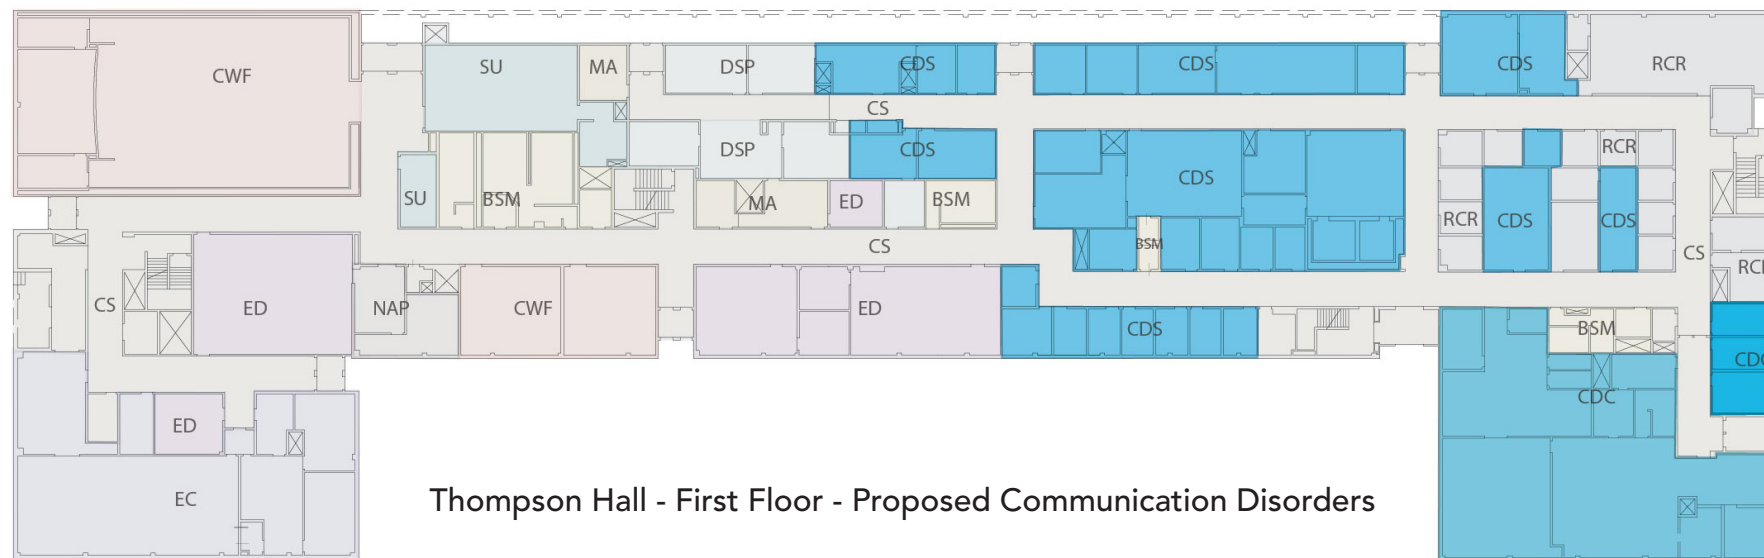 CWF
SU
MA
DSP
CDS
CDS
CDS
RCR
CS
DSP
CDS
CDS
RCR
SU
BSM
MA
ED
BSM
RCR
CDS
CDS
CS
BSM
CS
RCR
CS
ED
NAP
CWF
ED
CDS
BSM
CDC
CDC
ED
EC
Thompson Hall - First Floor - Proposed Communication Disorders